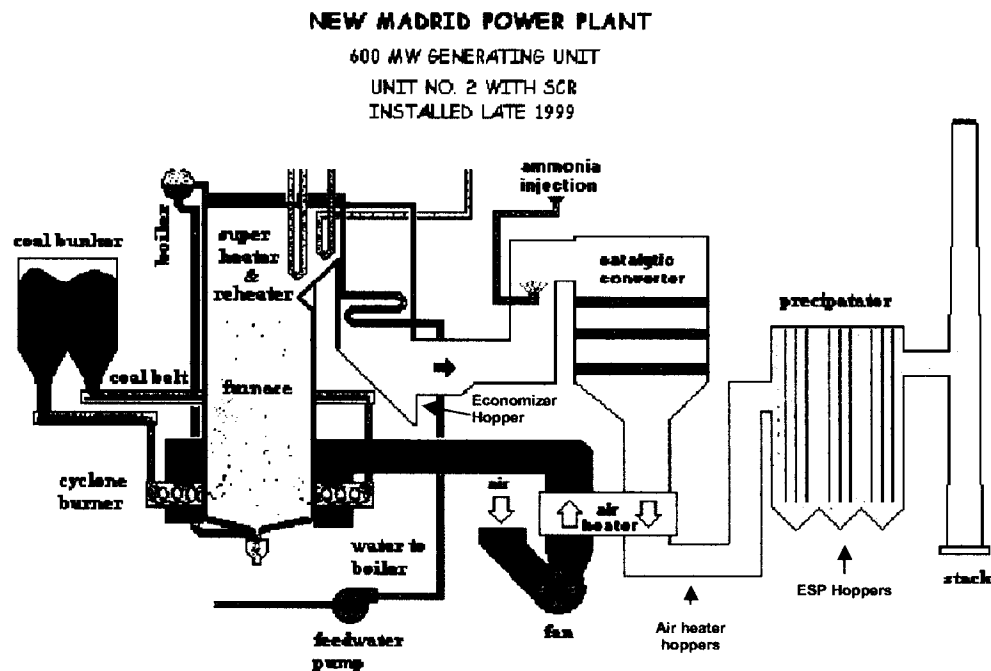 NEW MADRID POWER PLANT
600 MW GENERATING UNIT
UNIT NO. 2 WITH SCR
INSTALLED LATE 1999
ammonia
injection
coal bunker
boiler
super
heater
&
reheater
catalytic
converter
precipatator
coal belt
furnace
Economizer
Hopper
cyclone
burner
air
air
heater
water to
boiler
ESP Hoppers
stack
feedwater
pump
fan
Air heater
hoppers